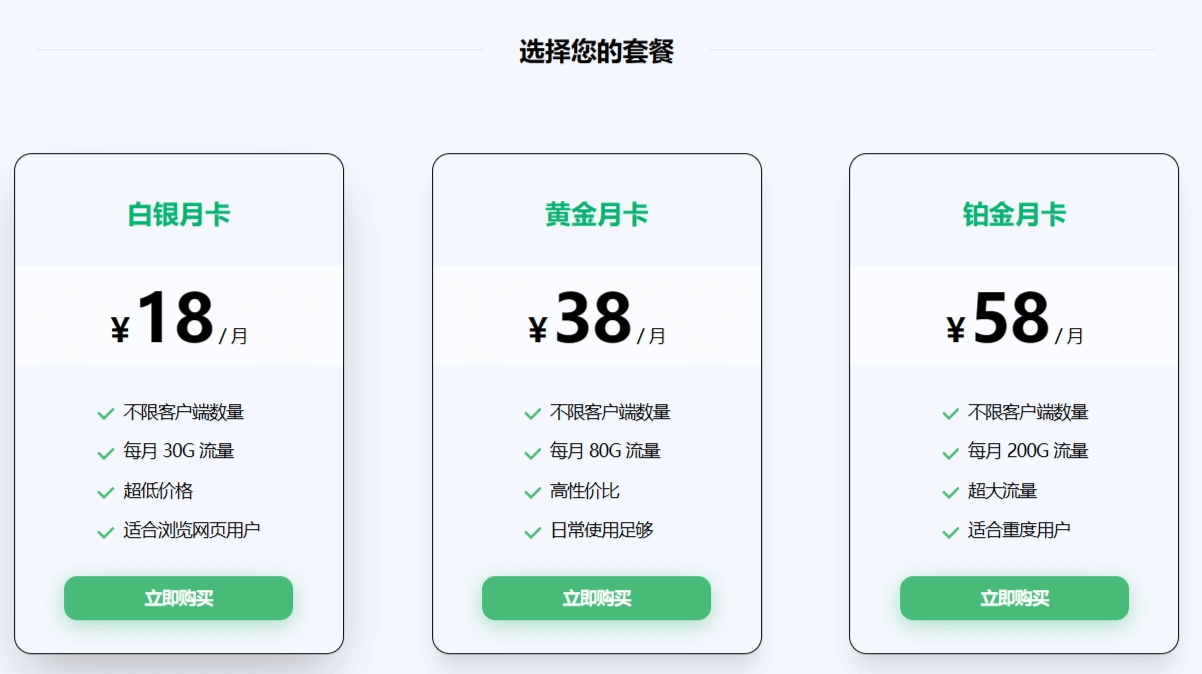 选择您的套餐
白银月卡
¥18/月
不限客户端数量
每月 30G 流量
超低价格
适合浏览网页用户
立即购买
黄金月卡
¥38/月
不限客户端数量
每月 80G 流量
高性价比
日常使用足够
立即购买
铂金月卡
¥58/月
不限客户端数量
每月 200G 流量
超大流量
适合重度用户
立即购买